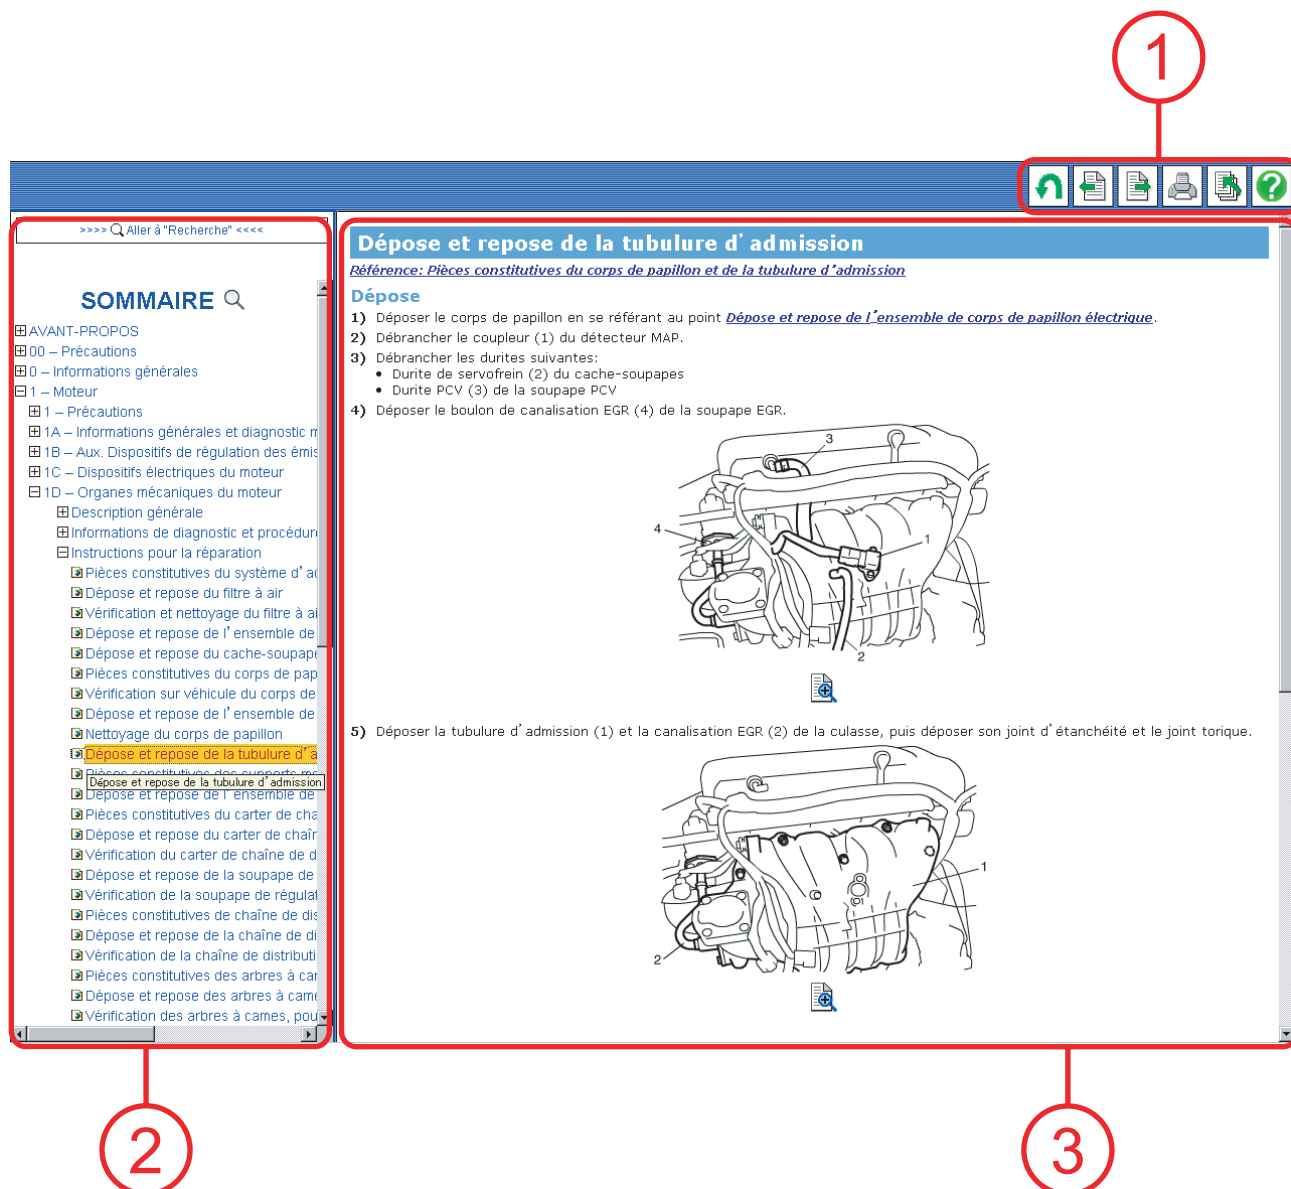 1
>>>> Aller à "Recherche" <<<<
SOMMAIRE
AVANT-PROPOS
00 – Précautions
0 – Informations générales
1 – Moteur
1 – Précautions
1A – Informations générales et diagnostic m
1B – Aux. Dispositifs de régulation des émis
1C – Dispositifs électriques du moteur
1D – Organes mécaniques du moteur
Description générale
Informations de diagnostic et procédure
Instructions pour la réparation
Pièces constitutives du système d'ad
Dépose et repose du filtre à air
Vérification et nettoyage du filtre à ai
Dépose et repose de l'ensemble de
Dépose et repose du cache-soupape
Pièces constitutives du corps de pap
Vérification sur véhicule du corps de
Dépose et repose de l'ensemble de
Nettoyage du corps de papillon
Dépose et repose de la tubulure d'a
Pièces constitutives des supports mo
Dépose et repose de la tubulure d'admission
Dépose et repose de l'ensemble de
Pièces constitutives du carter de cha
Dépose et repose du carter de chaîn
Vérification du carter de chaîne de d
Dépose et repose de la soupape de
Vérification de la soupape de régulat
Pièces constitutives de chaîne de dis
Dépose et repose de la chaîne de di
Vérification de la chaîne de distributi
Pièces constitutives des arbres à car
Dépose et repose des arbres à came
Vérification des arbres à cames, pou
Dépose et repose de la tubulure d'admission
Référence: Pièces constitutives du corps de papillon et de la tubulure d'admission
Dépose
1) Déposer le corps de papillon en se référant au point Dépose et repose de l'ensemble de corps de papillon électrique.
2) Débrancher le coupleur (1) du détecteur MAP.
3) Débrancher les durites suivantes:
• Durite de servofrein (2) du cache-soupapes
• Durite PCV (3) de la soupape PCV
4) Déposer le boulon de canalisation EGR (4) de la soupape EGR.
3
4
1
2
5) Déposer la tubulure d'admission (1) et la canalisation EGR (2) de la culasse, puis déposer son joint d'étanchéité et le joint torique.
1
2
2
3